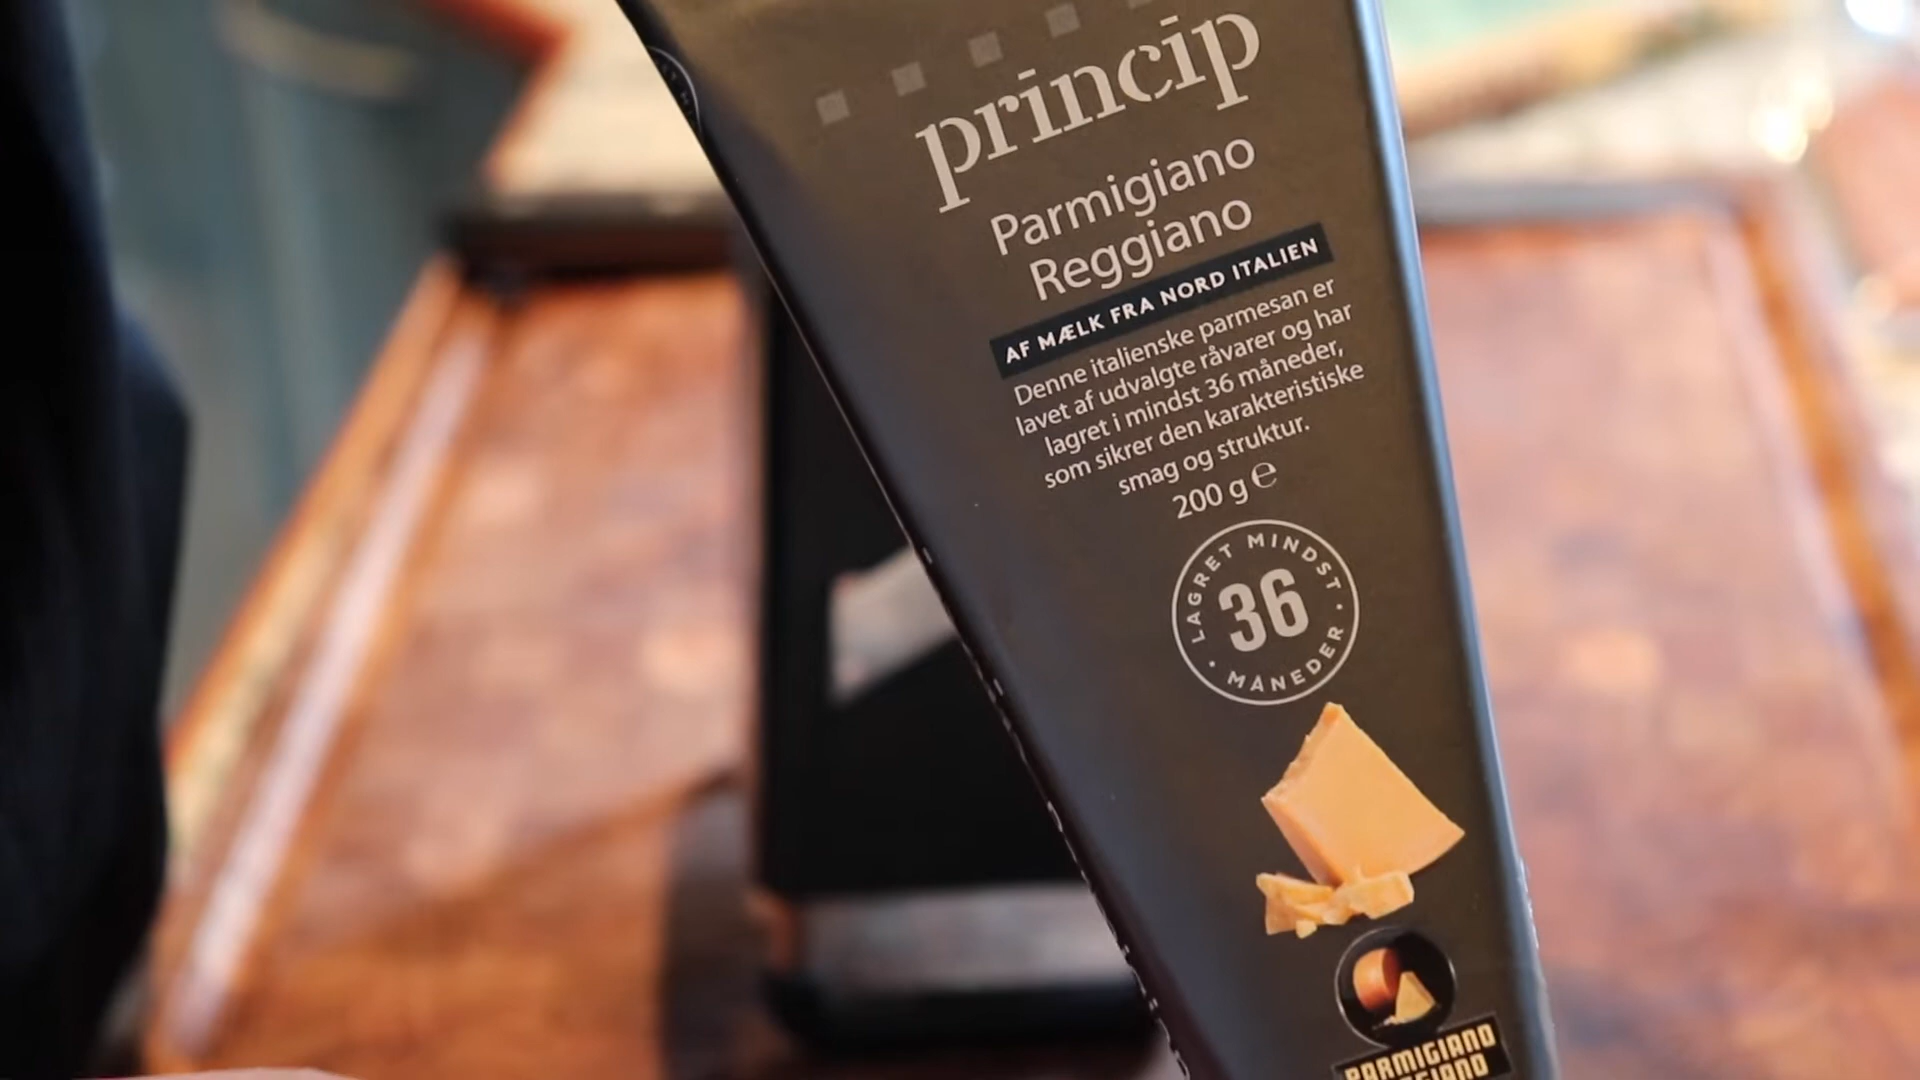 princip
Parmigiano
Reggiano
AF MÆLK FRA NORD ITALIEN
Denne italienske parmesan er
lavet af udvalgte råvarer og har
lagret i mindst 36 måneder,
som sikrer den karakteristiske
smag og struktur.
200 g ℮
LAGRET MINDST
36
MÅNEDER
PARMIGIANO